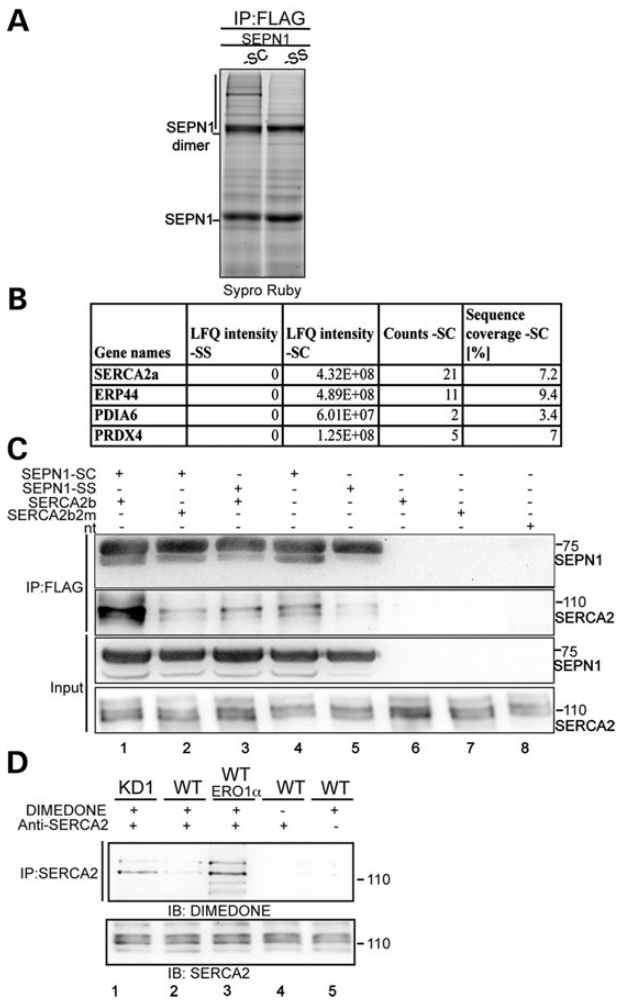 A
IP:FLAG
SEPN1
-SC -SS
SEPN1
dimer
SEPN1
Sypro Ruby
B
Gene names LFQ intensity -SS LFQ intensity -SC Counts -SC Sequence coverage -SC [%]
SERCA2a 0 4.32E+08 21 7.2
ERP44 0 4.89E+08 11 9.4
PDIA6 0 6.01E+07 2 3.4
PRDX4 0 1.25E+08 5 7
C
SEPN1-SC + + - + - - - -
SEPN1-SS - - + - + - - -
SERCA2b + - + - - + - -
SERCA2b2m - + - - - - + -
nt - - - - - - - +
IP:FLAG
-75
SEPN1
-110
SERCA2
Input
-75
SEPN1
-110
SERCA2
1 2 3 4 5 6 7 8
D
KD1 WT WT ERO1α WT WT
DIMEDONE + + + - +
Anti-SERCA2 + + + + -
IP:SERCA2
- 110
IB: DIMEDONE
- 110
IB: SERCA2
1 2 3 4 5